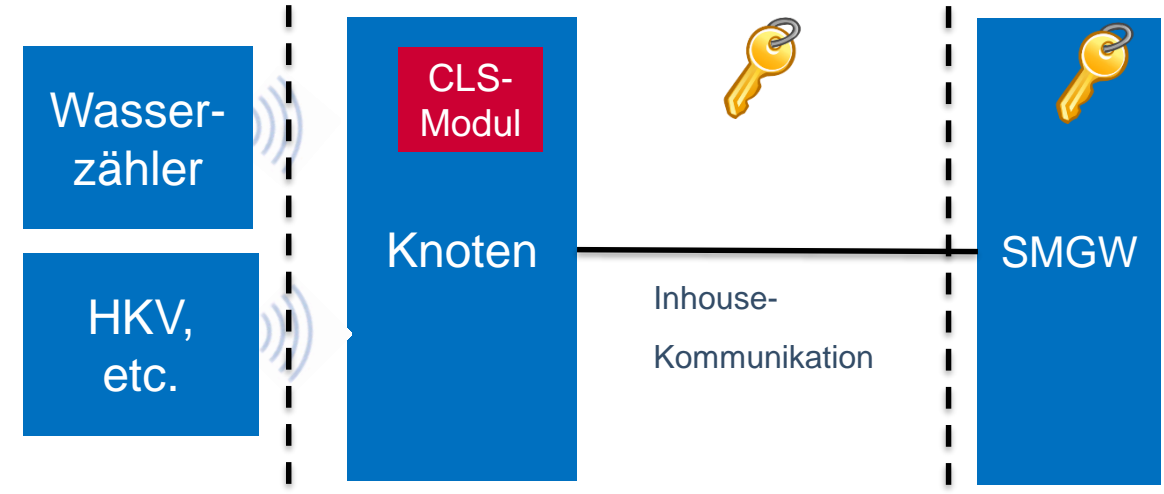 Wasser-
zähler
HKV,
etc.
CLS-
Modul
Knoten
Inhouse-
Kommunikation
SMGW